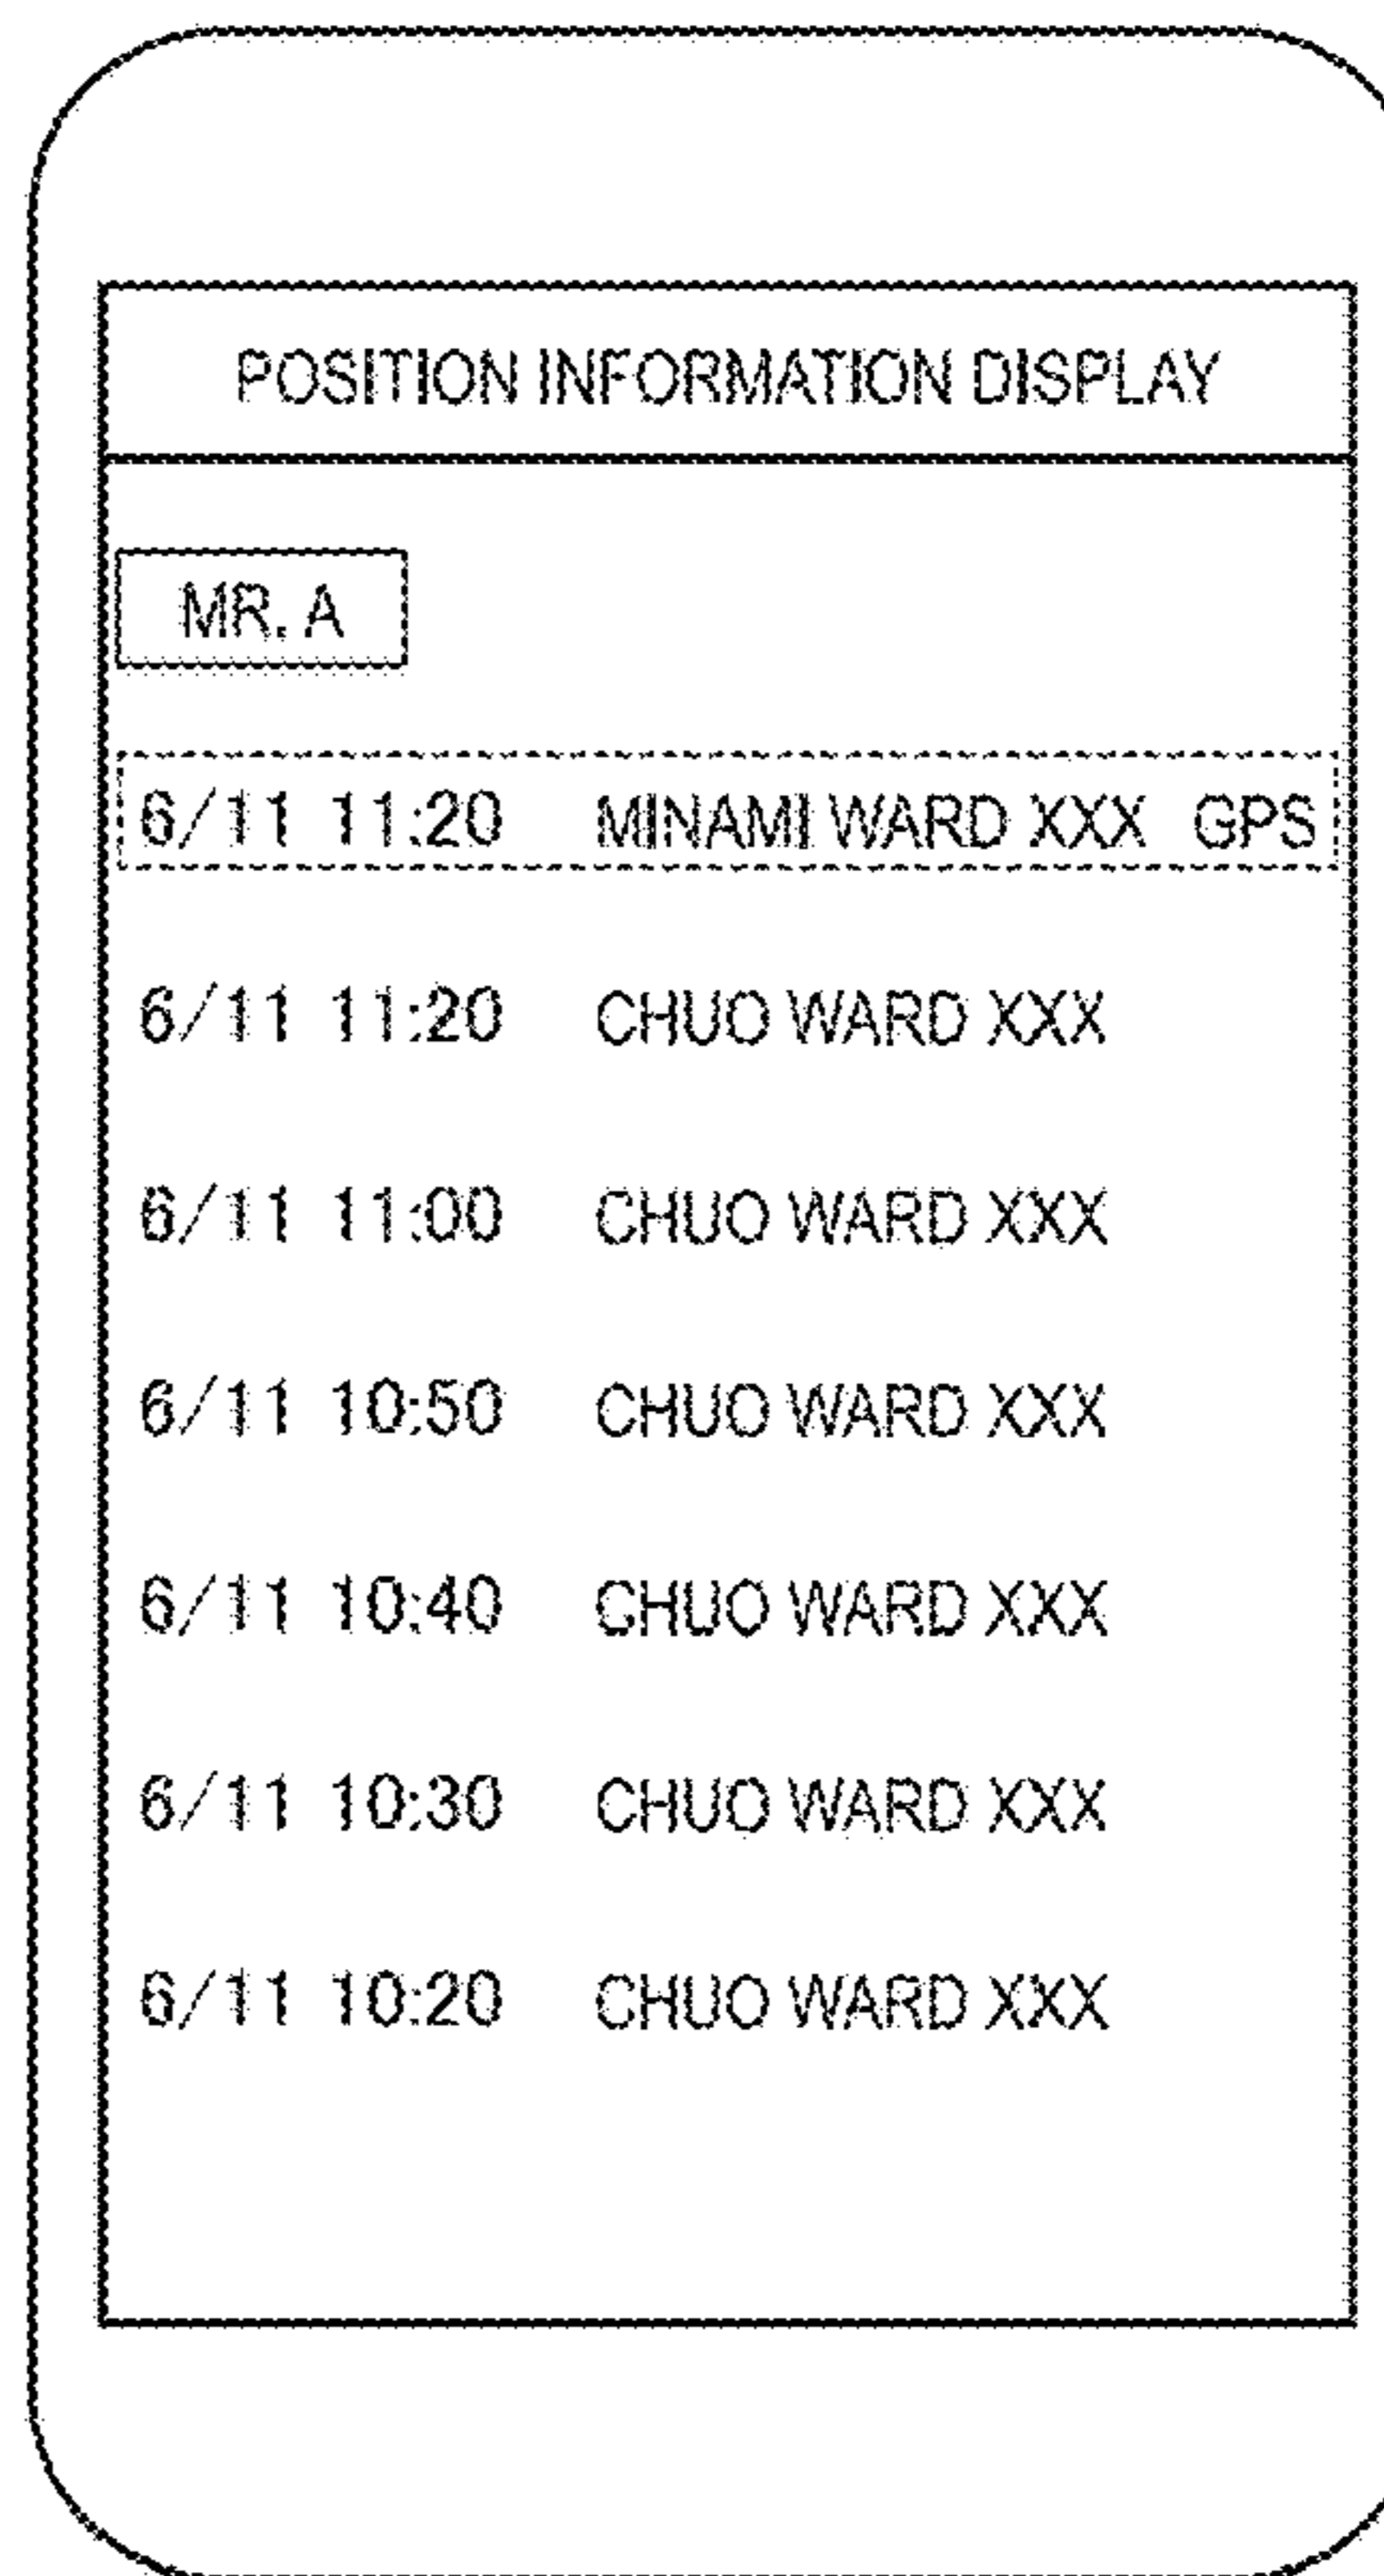 POSITION INFORMATION DISPLAY
MR. A
6/11 11:20 MINAMI WARD XXX GPS
6/11 11:20 CHUO WARD XXX
6/11 11:00 CHUO WARD XXX
6/11 10:50 CHUO WARD XXX
6/11 10:40 CHUO WARD XXX
6/11 10:30 CHUO WARD XXX
6/11 10:20 CHUO WARD XXX